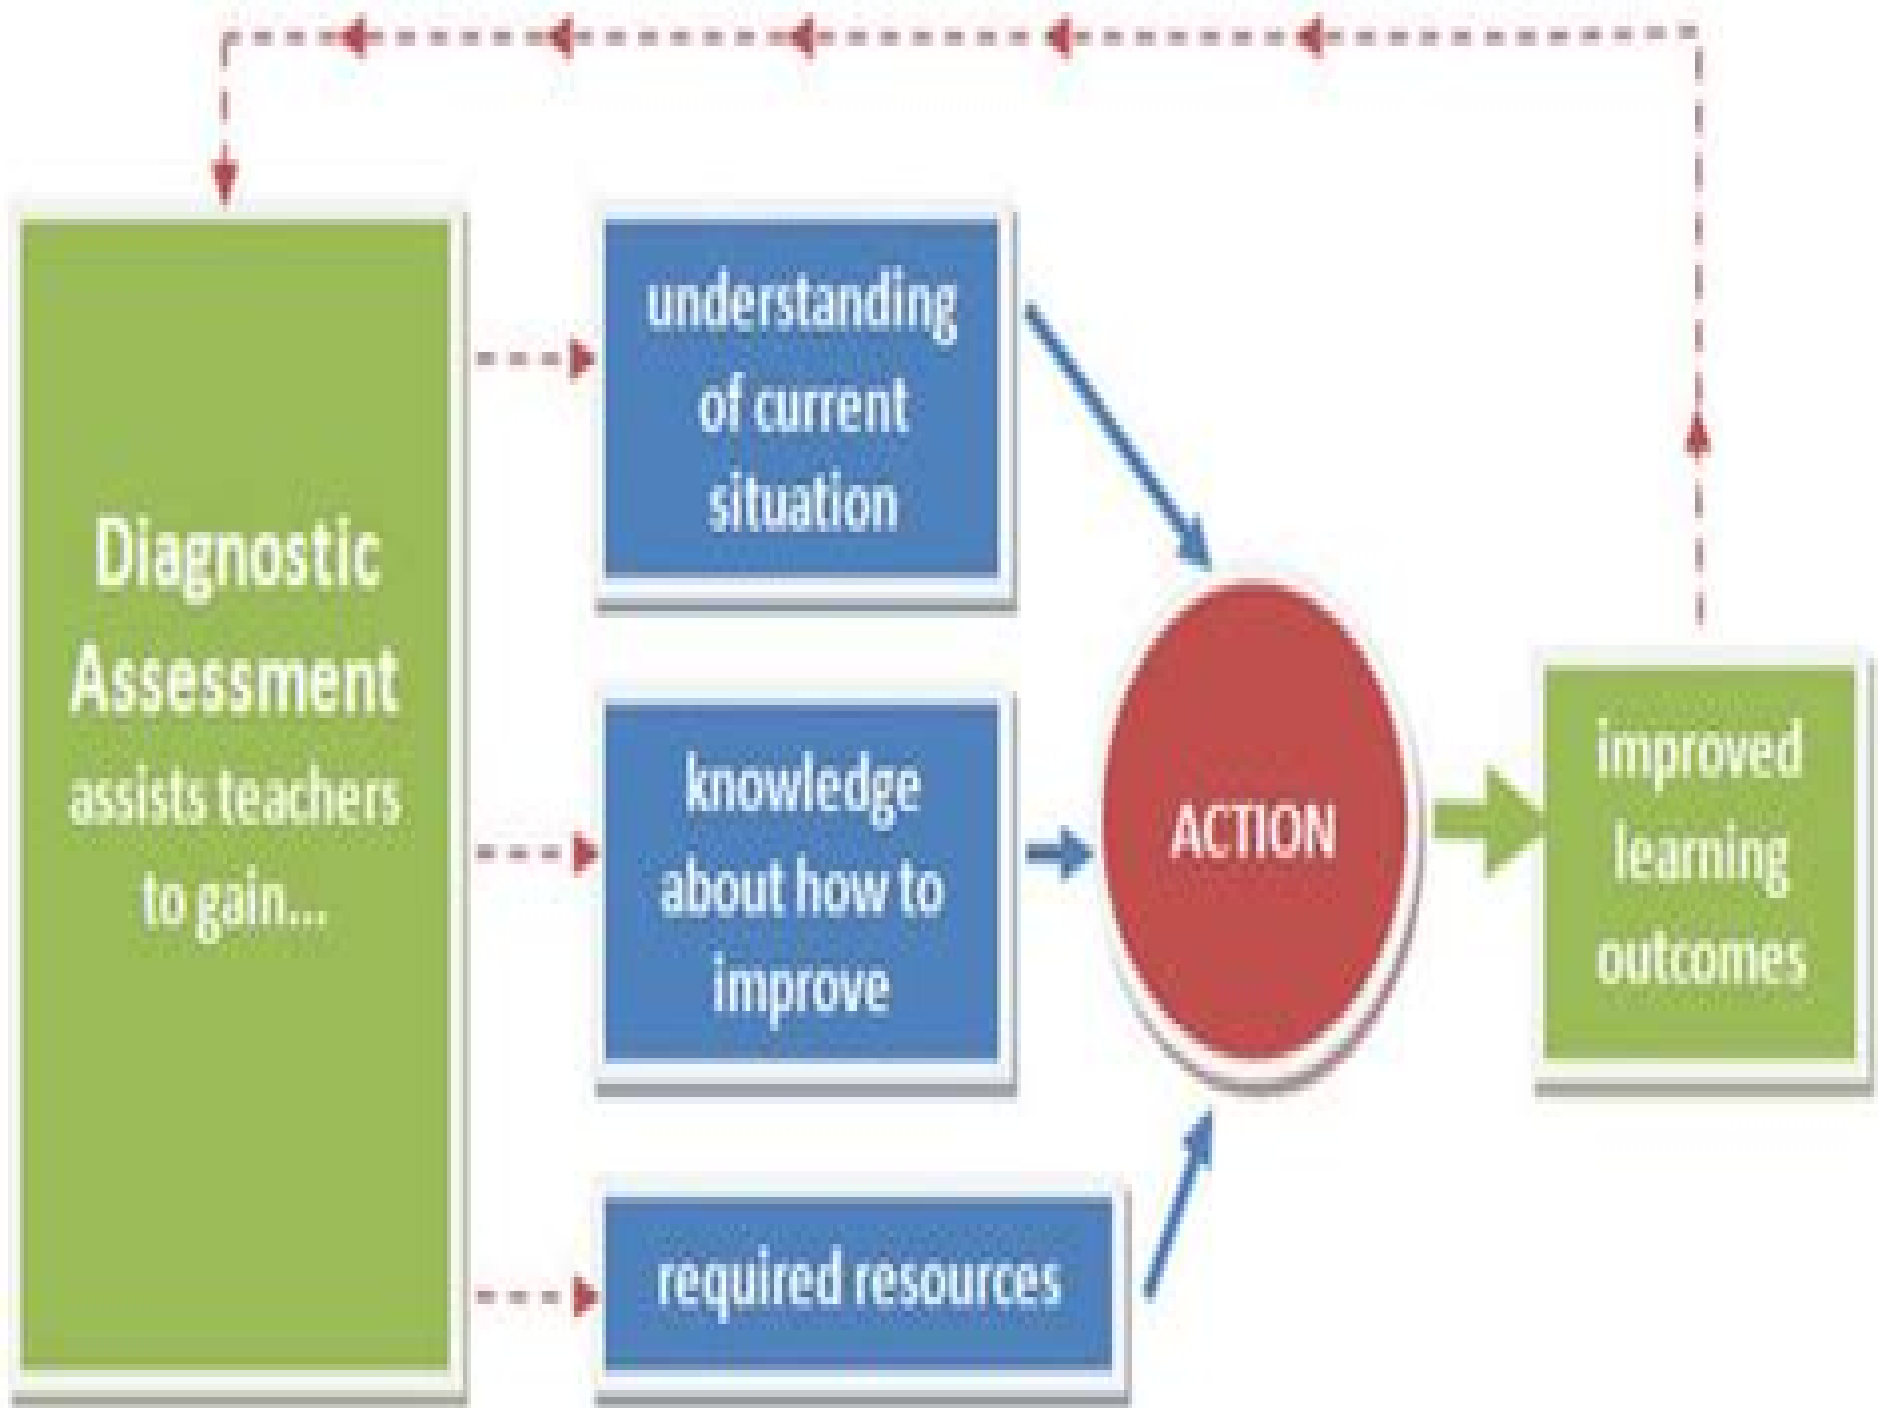 Diagnostic
Assessment
assists teachers
to gain...
understanding
of current
situation
knowledge
about how to
improve
required resources
ACTION
improved
learning
outcomes